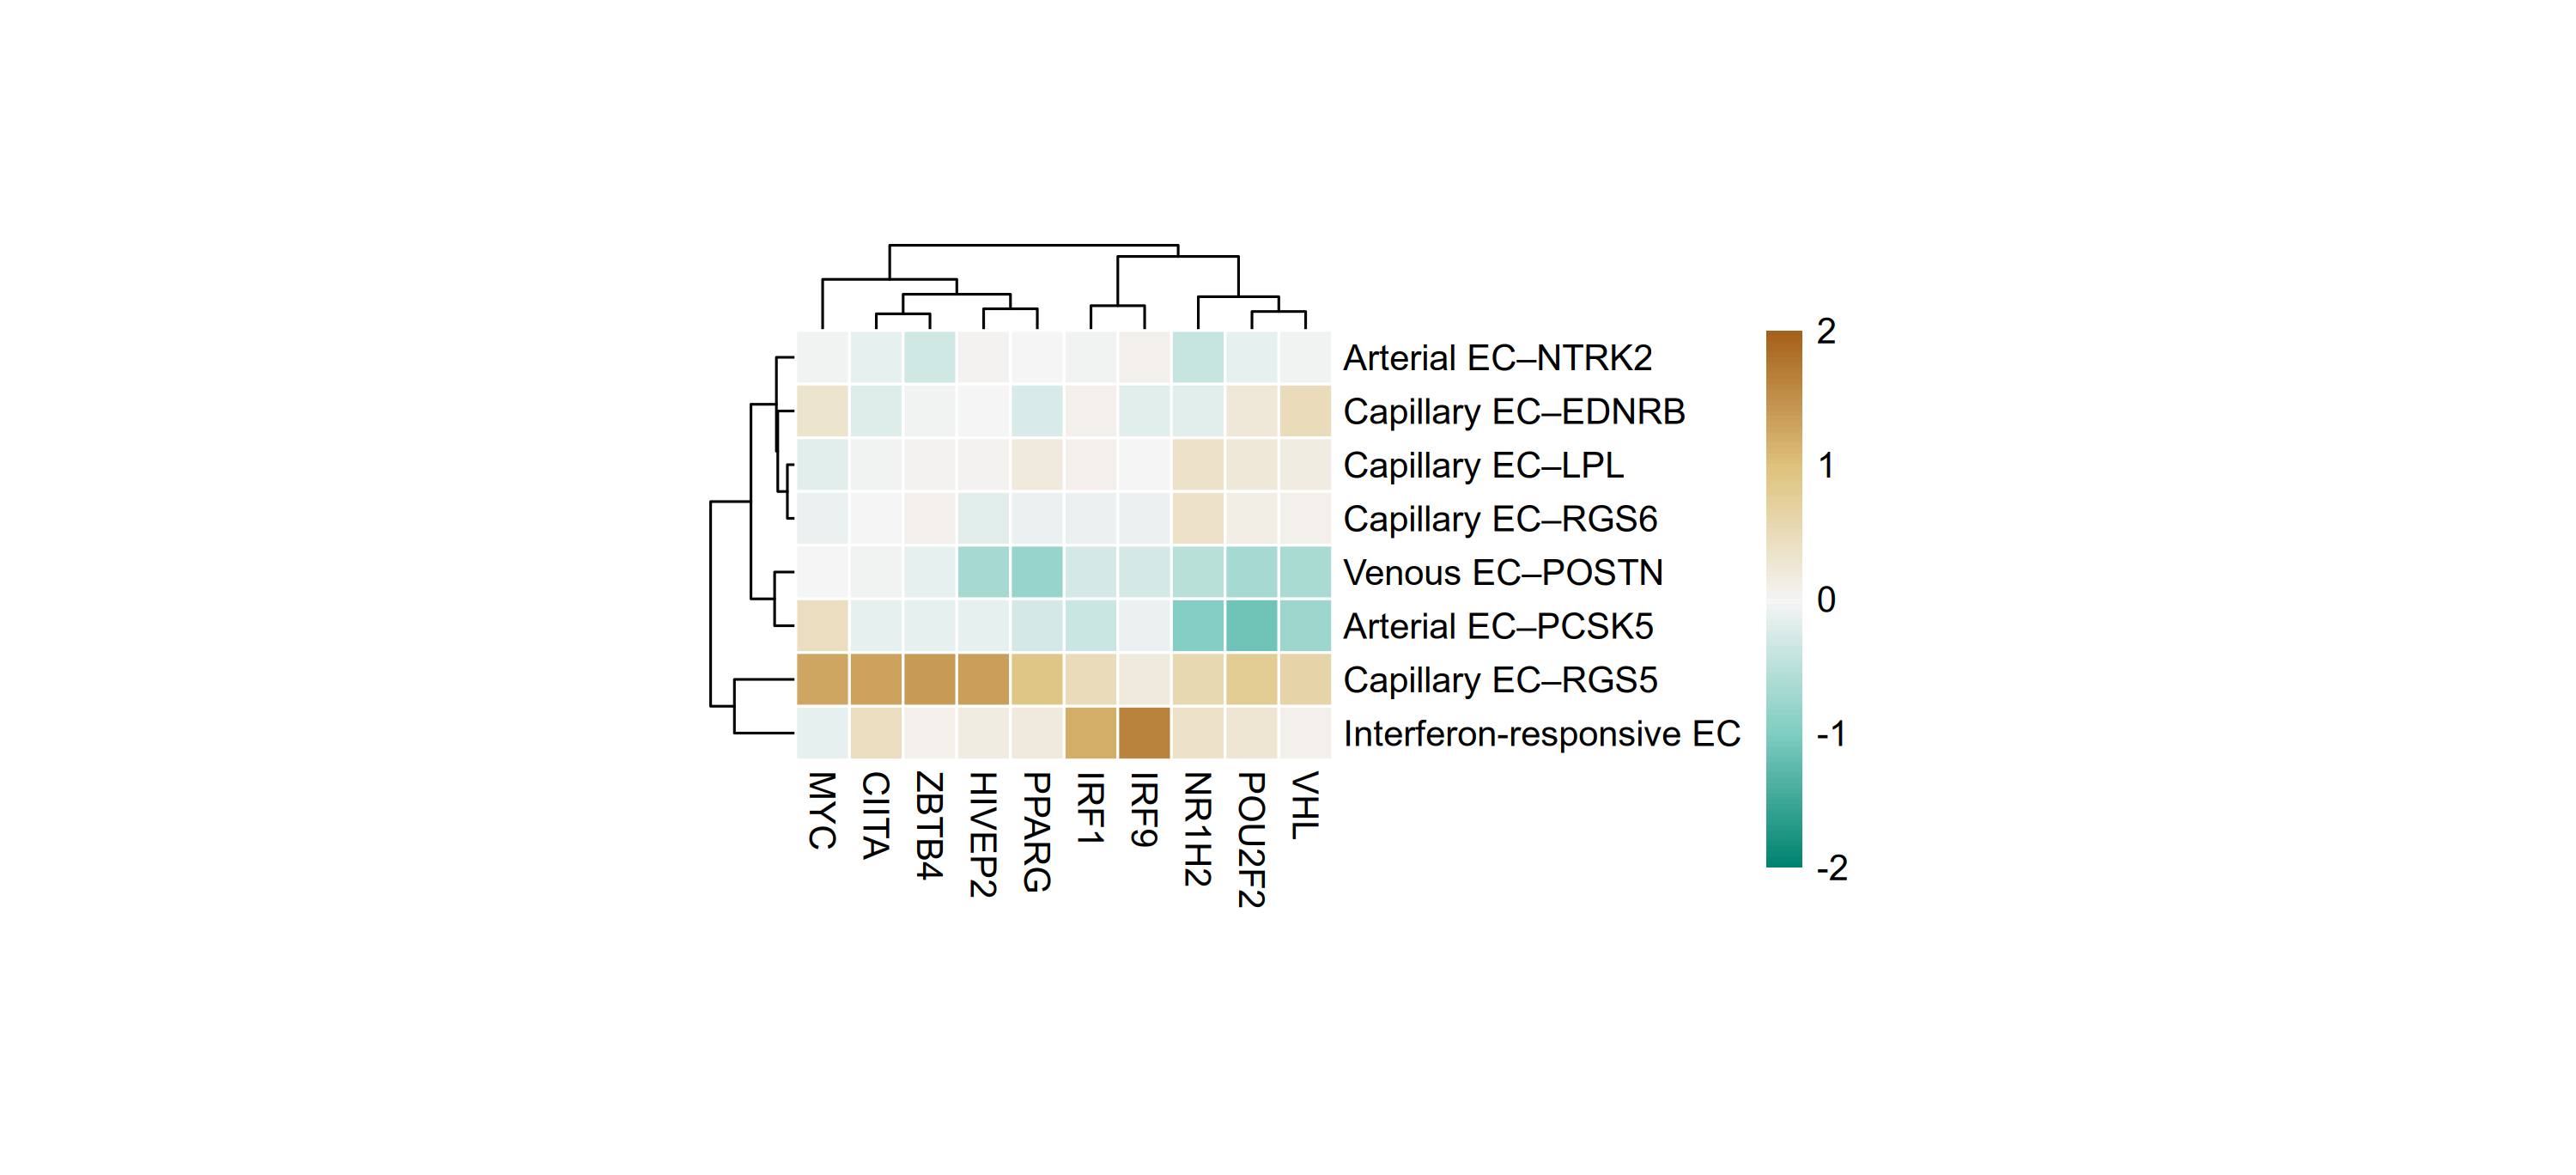 Arterial EC–NTRK2
Capillary EC–EDNRB
Capillary EC–LPL
Capillary EC–RGS6
Venous EC–POSTN
Arterial EC–PCSK5
Capillary EC–RGS5
Interferon-responsive EC
MYC
CIITA
ZBTB4
HIVEP2
PPARG
IRF1
IRF9
NR1H2
POU2F2
VHL
2
1
0
-1
-2